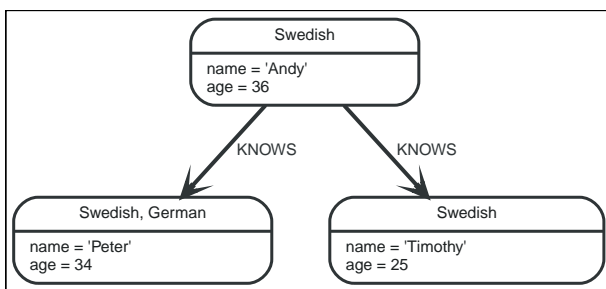 Swedish
name = 'Andy'
age = 36
KNOWS
KNOWS
Swedish, German
name = 'Peter'
age = 34
Swedish
name = 'Timothy'
age = 25